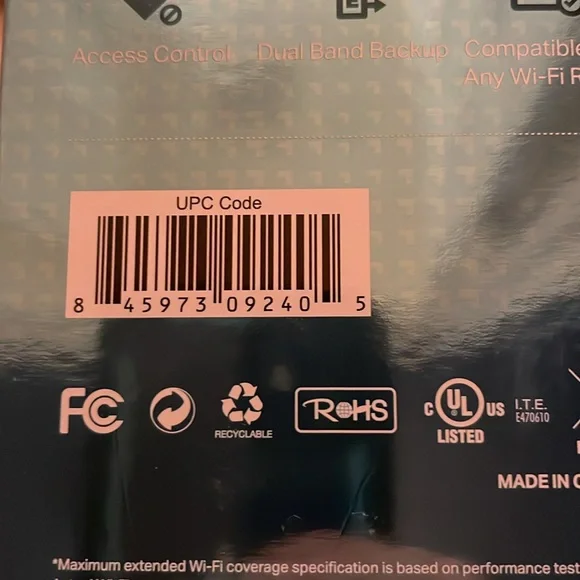 Access Control Dual Band Backup Compatible
Any Wi-Fi R
UPC Code
8 45973 09240 5
FC
RECYCLABLE
RoHS
C UL US
LISTED
I.T.E.
E470610
MADE IN C
*Maximum extended Wi-Fi coverage specification is based on performance test